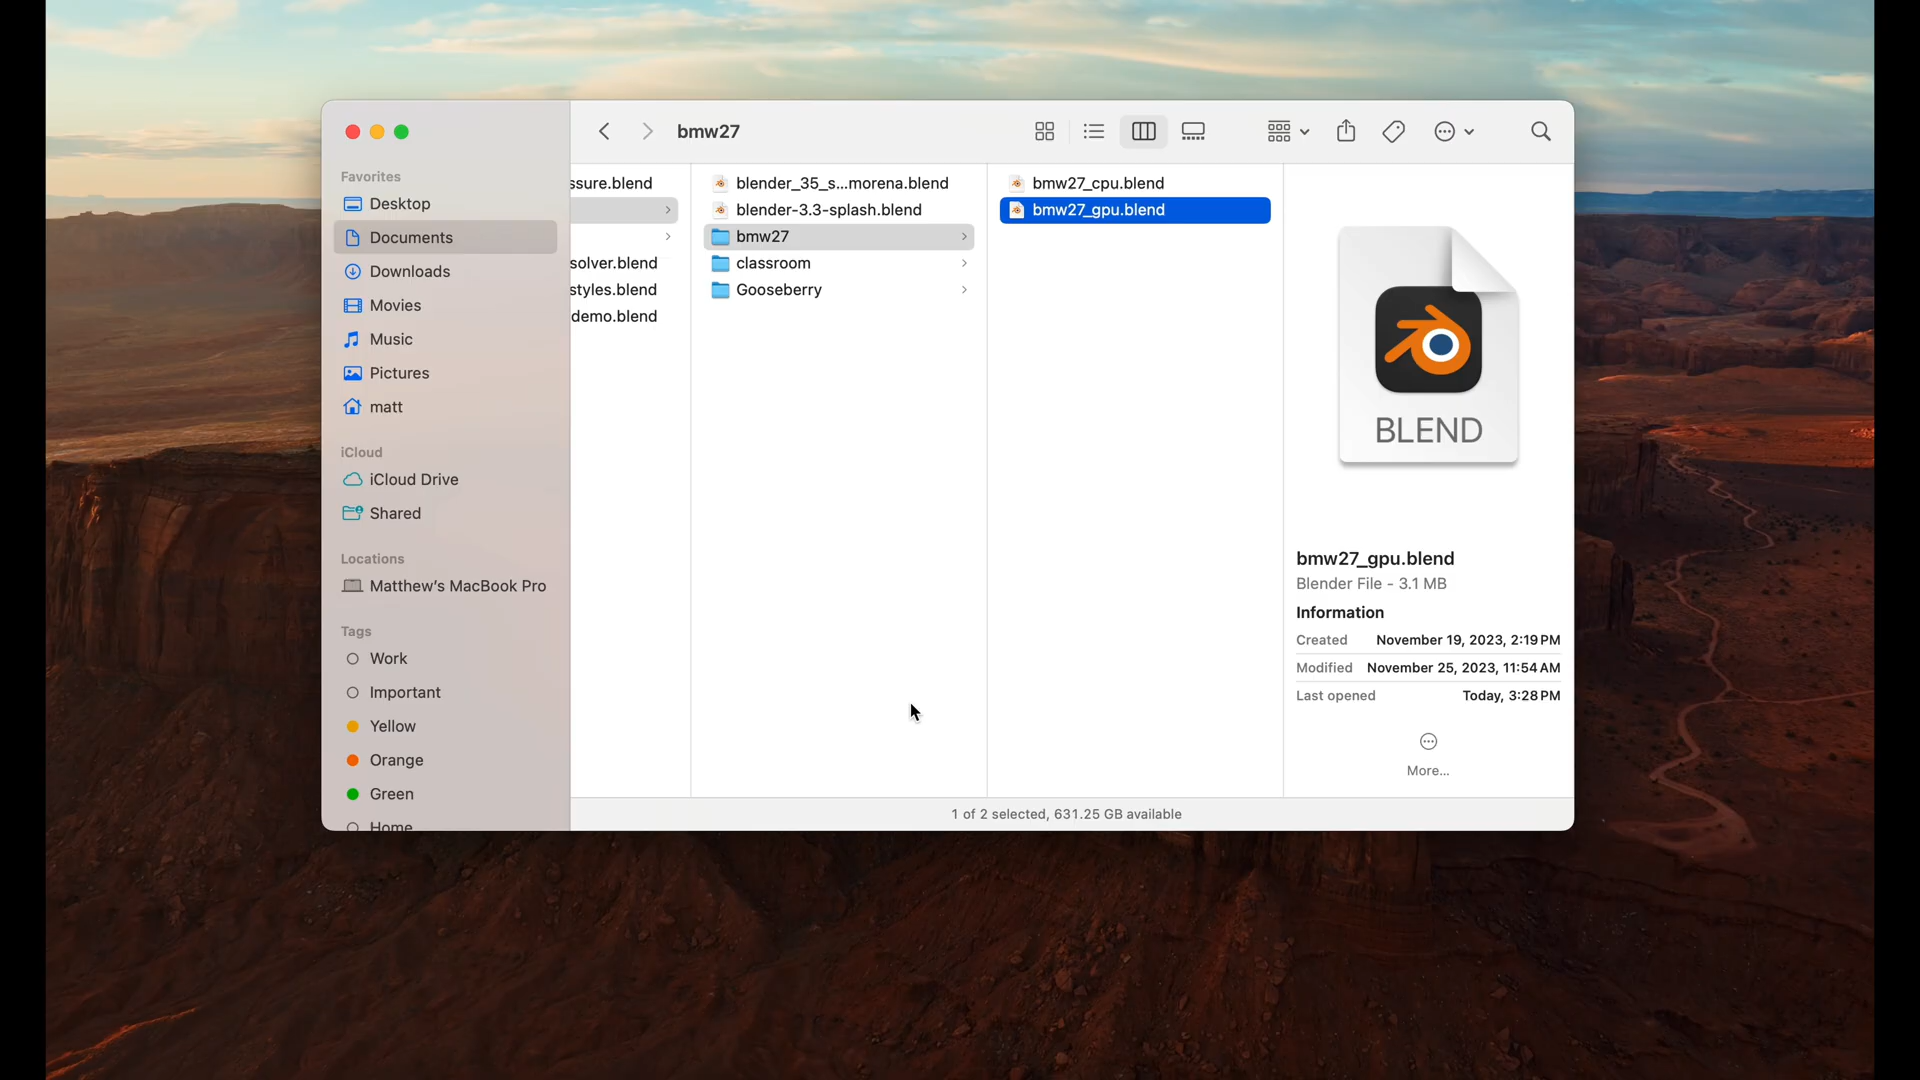 bmw27
Favorites
Desktop
Documents
Downloads
Movies
Music
Pictures
matt
iCloud
iCloud Drive
Shared
Locations
Matthew's MacBook Pro
Tags
Work
Important
Yellow
Orange
Green
Home
ssure.blend
solver.blend
styles.blend
demo.blend
blender_35_s...morena.blend
blender-3.3-splash.blend
bmw27
classroom
Gooseberry
bmw27_cpu.blend
bmw27_gpu.blend
BLEND
bmw27_gpu.blend
Blender File - 3.1 MB
Information
Created November 19, 2023, 2:19 PM
Modified November 25, 2023, 11:54 AM
Last opened Today, 3:28 PM
More...
1 of 2 selected, 631.25 GB available